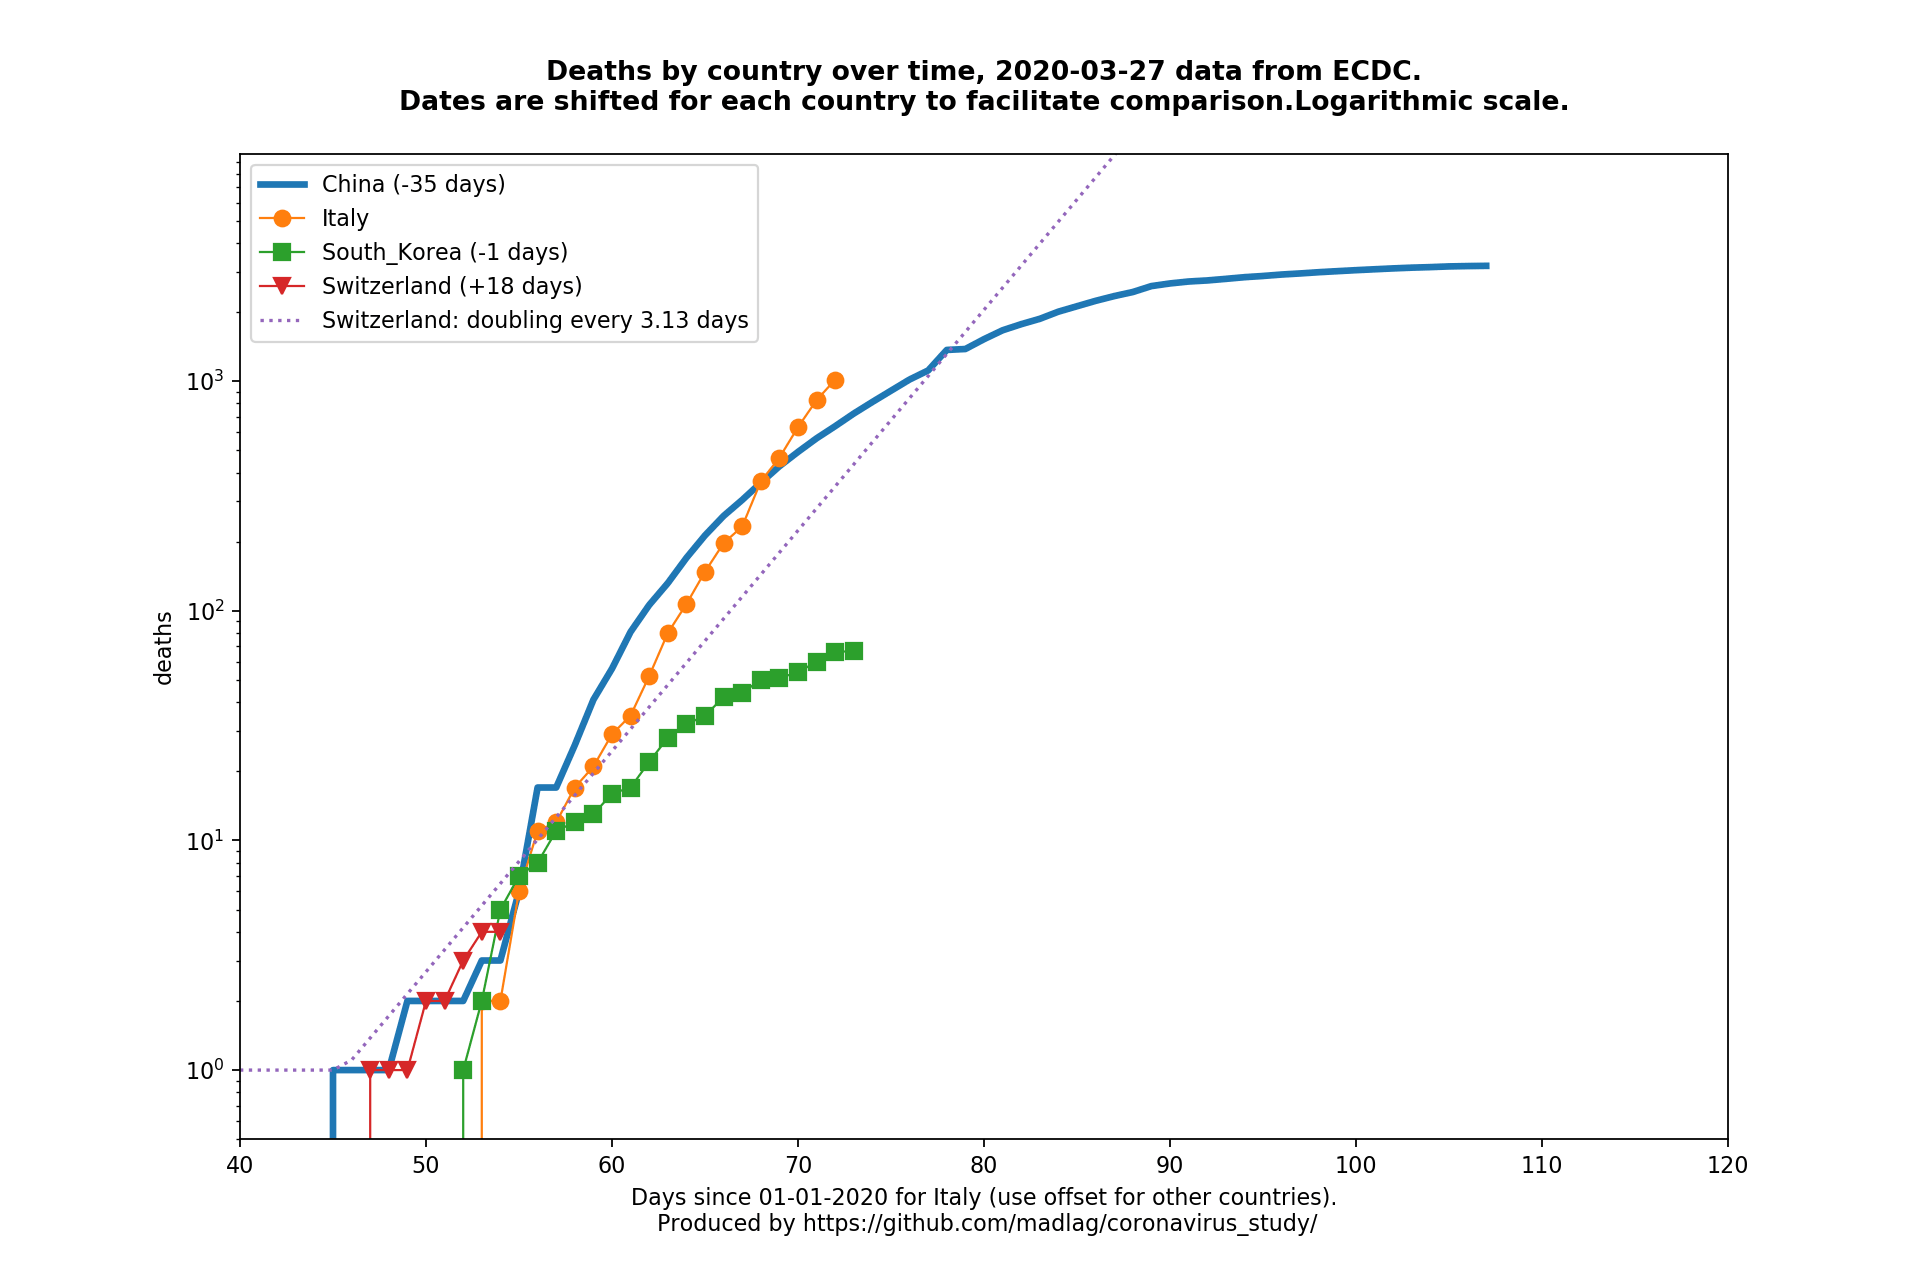 Deaths by country over time, 2020-03-27 data from ECDC.
Dates are shifted for each country to facilitate comparison.Logarithmic scale.
China (-35 days)
Italy
South_Korea (-1 days)
Switzerland (+18 days)
Switzerland: doubling every 3.13 days
deaths
10³
10²
10¹
10⁰
40 50 60 70 80 90 100 110 120
Days since 01-01-2020 for Italy (use offset for other countries).
Produced by https://github.com/madlag/coronavirus_study/